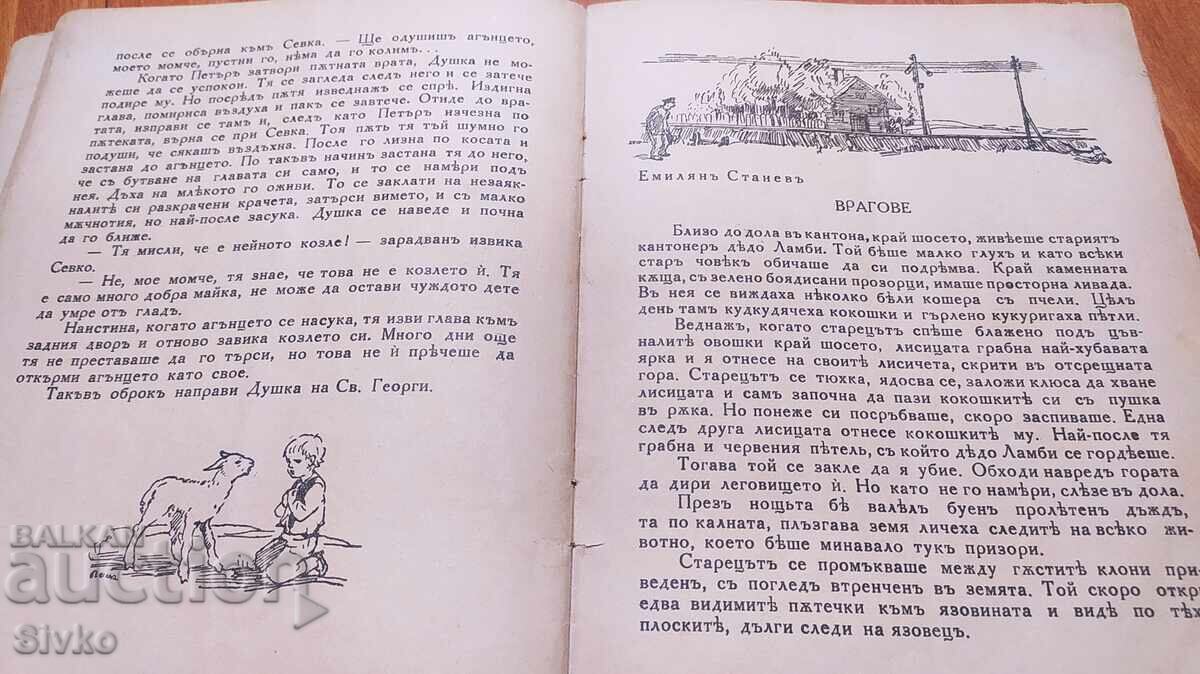 после се обърна къмъ Севка. — Ще одушишъ агънцето,
моето момче, пустни го, нѣма да го колимъ...
Когато Петъръ затвори пѫтната врата, Душка не мо-
жеше да се успокои. Тя се загледа следъ него и се затече
подире му. Но посрѣдъ пѫтя изведнажъ се спрѣ. Издигна
глава, помириса въздуха и пакъ се завтече. Отиде до вра-
тата, изправи се тамъ и, следъ като Петъръ изчезна по
пѫтеката, върна се при Севка. Тоя пѫть тя тъй шумно го
подуши, че сякашъ въздъхна. После го лизна по косата и
застана до агънцето. По такъвъ начинъ застана тя до него,
че съ бутване на главата си само, и то се намѣри подъ
нея. Дъха на млѣкото го оживи. То се заклати на незаяк-
налитѣ си разкрачени крачета, затърси вимето, и съ малко
мѫчнотия, но най-после засука. Душка се наведе и почна
да го ближе.
— Тя мисли, че е нейното козле! — зарадванъ извика
Севко.
— Не, мое момче, тя знае, че това не е козлето ѝ. Тя
е само много добра майка, не може да остави чуждото дете
да умре отъ гладъ.
Наистина, когато агънцето се насука, тя изви глава къмъ
задния дворъ и отново завика козлето си. Много дни още
тя не преставаше да го търси, но това не ѝ прѣчеше да
откърми агънцето като свое.
Такъвъ оброкъ направи Душка на Св. Георги.
BALKAN
auction
Sivko
Емилянъ Станевъ
ВРАГОВЕ
Близо до дола въ кантона, край шосето, живѣеше стариятъ
кантонеръ дѣдо Ламби. Той бѣше малко глухъ и като всѣки
старъ човѣкъ обичаше да си подрѣмва. Край каменната
кѫща, съ зелено боядисани прозорци, имаше просторна ливада.
Въ нея се виждаха нѣколко бѣли кошера съ пчели. Цѣлъ
день тамъ кудкудячеха кокошки и гърлено кукуригаха пѣтли.
Веднажъ, когато старецътъ спѣше блажено подъ цъв-
налитѣ овошки край шосето, лисицата грабна най-хубавата
ярка и я отнесе на своитѣ лисичета, скрити въ отсрещната
гора. Старецътъ се тюхка, ядосва се, заложи клюса да хване
лисицата и самъ започна да пази кокошкитѣ си съ пушка
въ рѫка. Но понеже си посръбваше, скоро заспиваше. Една
следъ друга лисицата отнесе кокошкитѣ му. Най-после тя
грабна и червения пѣтель, съ който дѣдо Ламби се гордѣеше.
Тогава той се закле да я убие. Обходи навредъ гората
да дири леговището ѝ. Но като не го намѣри, слѣзе въ дола.
Презъ нощьта бѣ валѣлъ буенъ пролѣтенъ дъждъ,
та по калната, плъзгава земя личеха следитѣ на всѣко жи-
вотно, което бѣше минавало тукъ призори.
Старецътъ се промъкваше между гѫститѣ клони при-
веденъ, съ погледъ втренченъ въ земята. Той скоро откр
едва видимитѣ пѫтечки къмъ язовината и видѣ по тѣх
плоскитѣ, дълги следи на язовецъ.